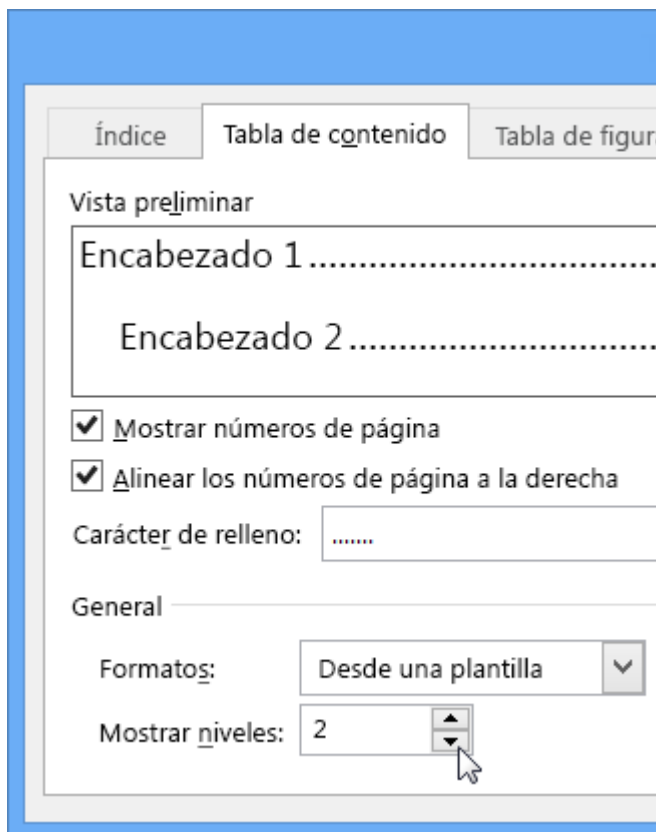 Índice Tabla de contenido Tabla de figur
Vista preliminar
Encabezado 1
Encabezado 2
Mostrar números de página
Alinear los números de página a la derecha
Carácter de relleno: .......
General
Formatos: Desde una plantilla
Mostrar niveles: 2